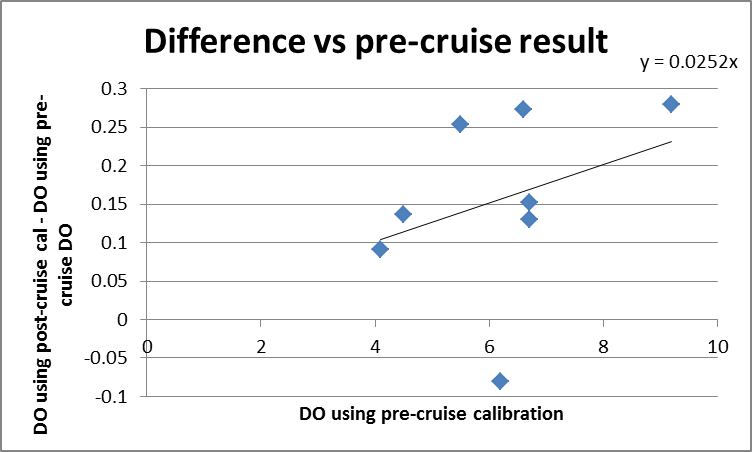 Difference vs pre-cruise result
y = 0.0252x
DO using post-cruise cal - DO using pre-
cruise DO
0.3
0.25
0.2
0.15
0.1
0.05
0
-0.05
-0.1
0 2 4 6 8 10
DO using pre-cruise calibration